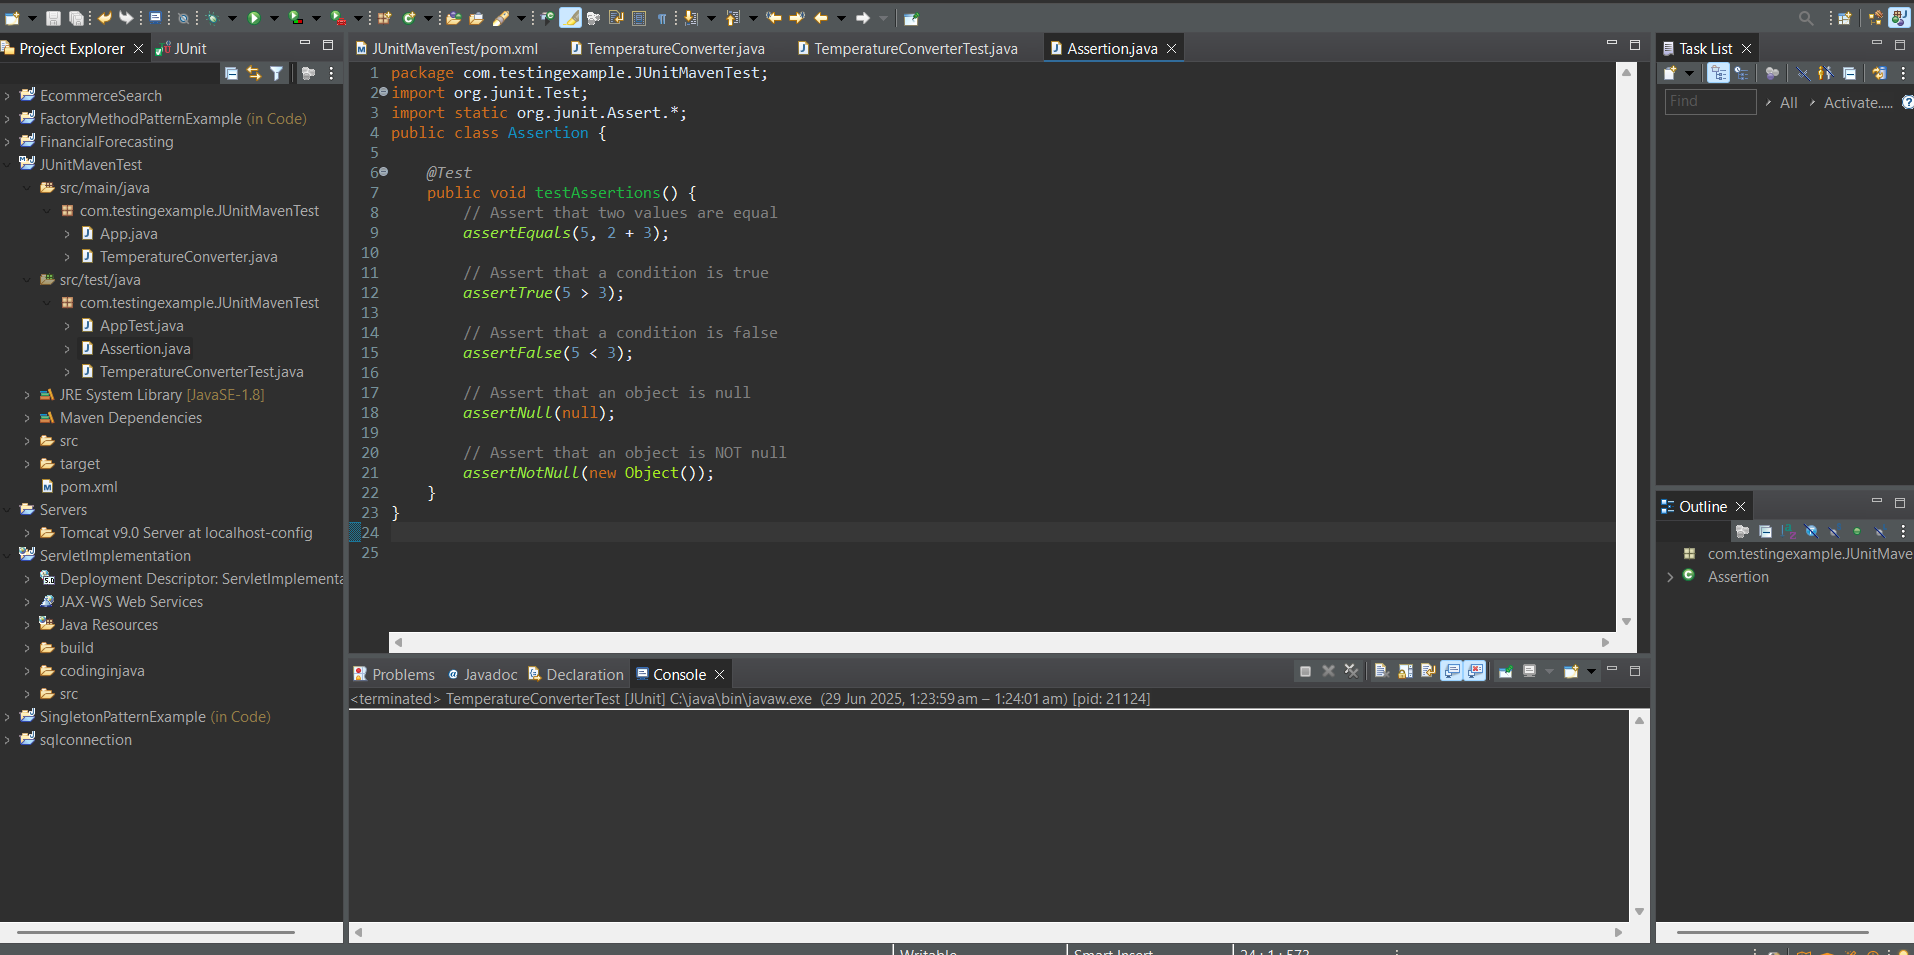 Project Explorer
JUnit
EcommerceSearch
FactoryMethodPatternExample (in Code)
FinancialForecasting
JUnitMavenTest
src/main/java
com.testingexample.JUnitMavenTest
App.java
TemperatureConverter.java
src/test/java
com.testingexample.JUnitMavenTest
AppTest.java
Assertion.java
TemperatureConverterTest.java
JRE System Library [JavaSE-1.8]
Maven Dependencies
src
target
pom.xml
Servers
Tomcat v9.0 Server at localhost-config
ServletImplementation
Deployment Descriptor: ServletImplementa
JAX-WS Web Services
Java Resources
build
codinginjava
src
SingletonPatternExample (in Code)
sqlconnection
JUnitMavenTest/pom.xml
TemperatureConverter.java
TemperatureConverterTest.java
Assertion.java
1 package com.testingexample.JUnitMavenTest;
2 import org.junit.Test;
3 import static org.junit.Assert.*;
4 public class Assertion {
5
6 @Test
7 public void testAssertions() {
8 // Assert that two values are equal
9 assertEquals(5, 2 + 3);
10
11 // Assert that a condition is true
12 assertTrue(5 > 3);
13
14 // Assert that a condition is false
15 assertFalse(5 < 3);
16
17 // Assert that an object is null
18 assertNull(null);
19
20 // Assert that an object is NOT null
21 assertNotNull(new Object());
22 }
23 }
24
25
Problems
Javadoc
Declaration
Console
<terminated> TemperatureConverterTest [JUnit] C:\java\bin\javaw.exe (29 Jun 2025, 1:23:59 am – 1:24:01 am) [pid: 21124]
Task List
Find
All
Activate.....
Outline
com.testingexample.JUnitMave
Assertion
Writable
Smart Insert
24 : 1 : 573